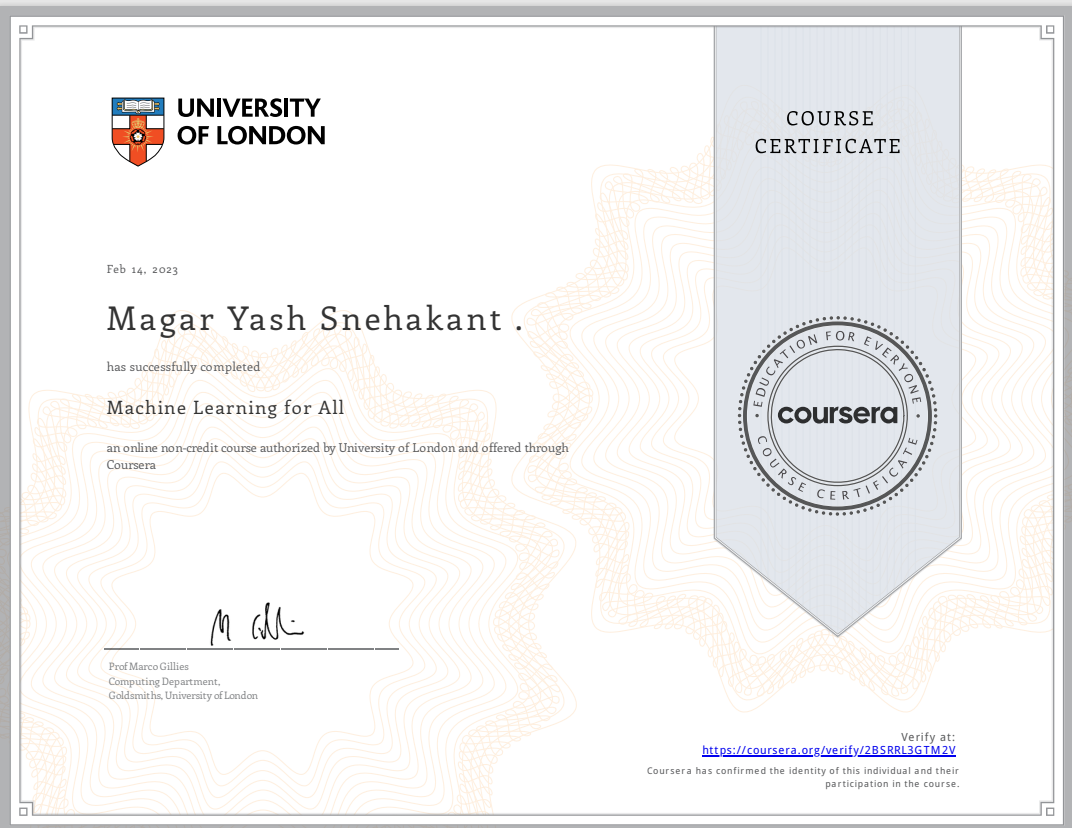 UNIVERSITY
OF LONDON
COURSE
CERTIFICATE
Feb 14, 2023
Magar Yash Snehakant .
has successfully completed
Machine Learning for All
an online non-credit course authorized by University of London and offered through
Coursera
EDUCATION FOR EVERYONE
coursera
COURSE CERTIFICATE
Prof Marco Gillies
Computing Department,
Goldsmiths, University of London
Verify at:
https://coursera.org/verify/2BSRRL3GTM2V
Coursera has confirmed the identity of this individual and their
participation in the course.